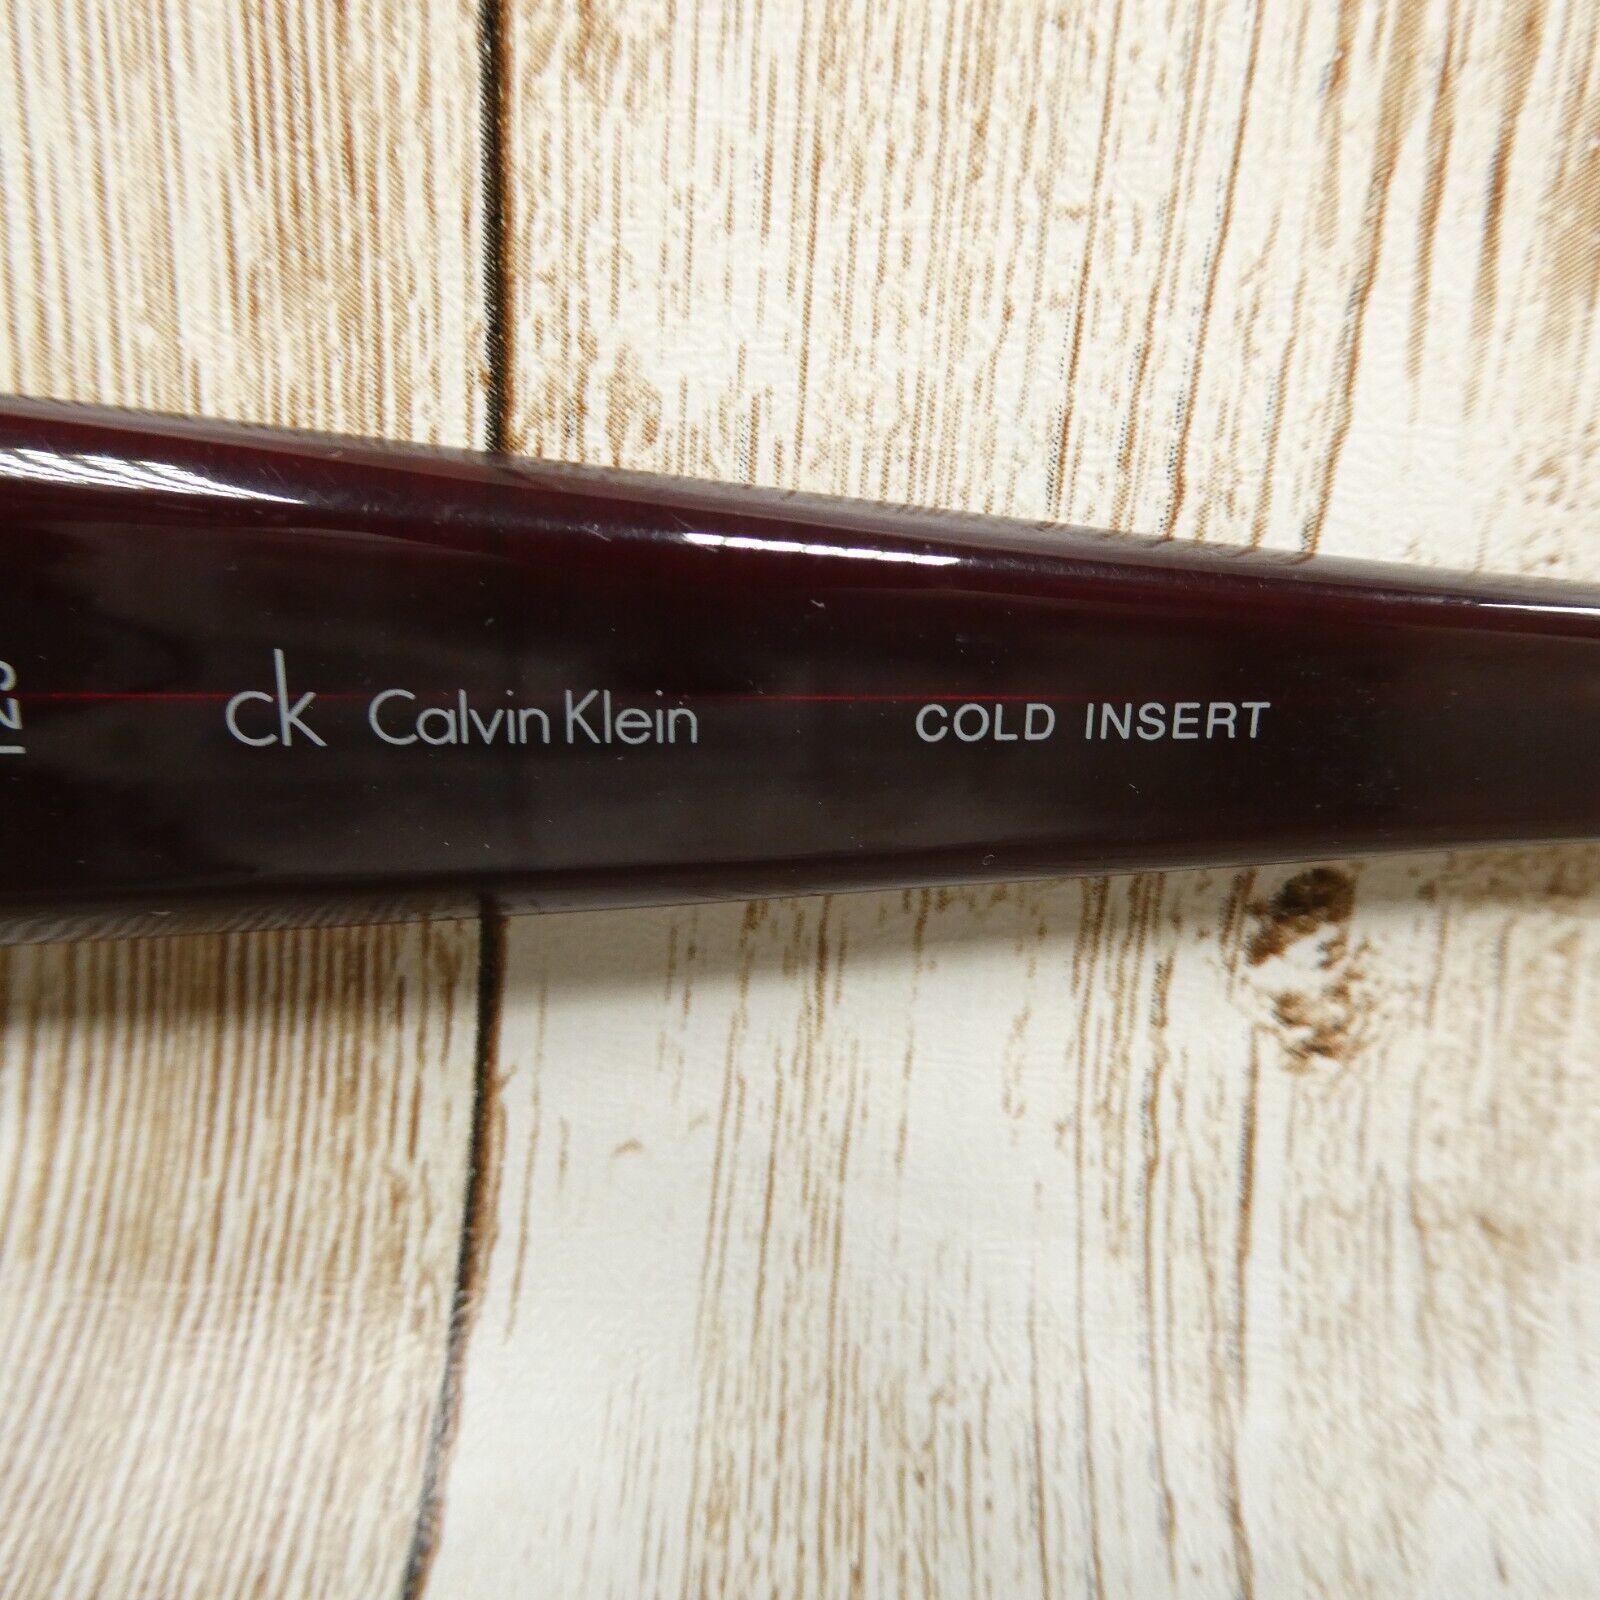 ck Calvin Klein COLD INSERT